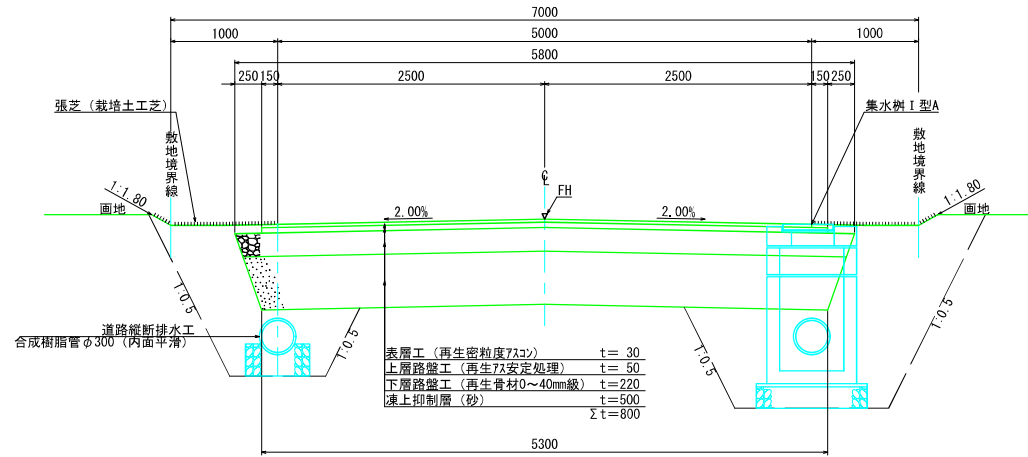 7000
1000
5000
1000
5800
250
150
2500
2500
150
250
張芝（栽培土工芝）
集水桝Ⅰ型A
敷地境界線
敷地境界線
℄
FH
1:1.80
画地
2.00%
2.00%
1:1.80
画地
1:0.5
1:0.5
1:0.5
1:0.5
道路縦断排水工
合成樹脂管φ300（内面平滑）
表層工（再生密粒度アスコン） t= 30
上層路盤工（再生アス安定処理） t= 50
下層路盤工（再生骨材0～40mm級） t=220
凍上抑制層（砂） t=500
Σt=800
5300